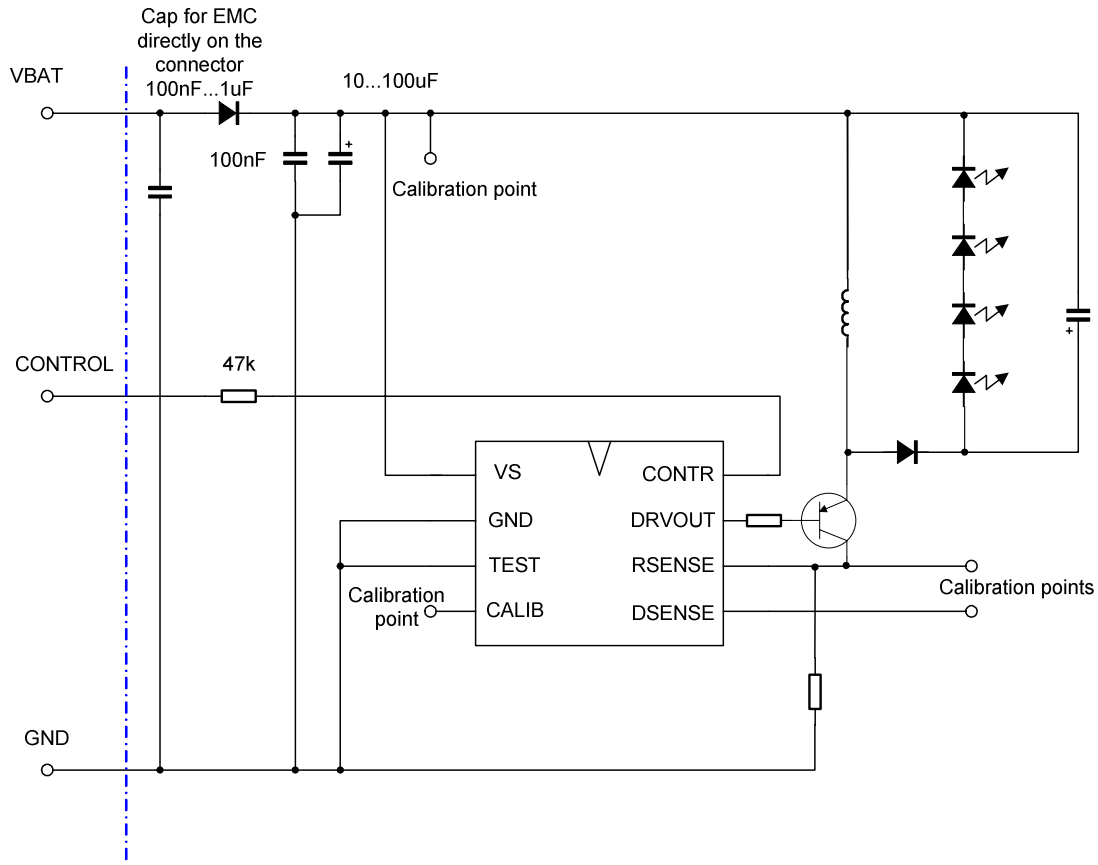 Cap for EMC
directly on the
connector
100nF...1uF
VBAT
10...100uF
+
100nF
Calibration point
+
CONTROL
47k
VS
CONTR
GND
DRVOUT
TEST
RSENSE
Calibration
point
CALIB
DSENSE
Calibration points
GND